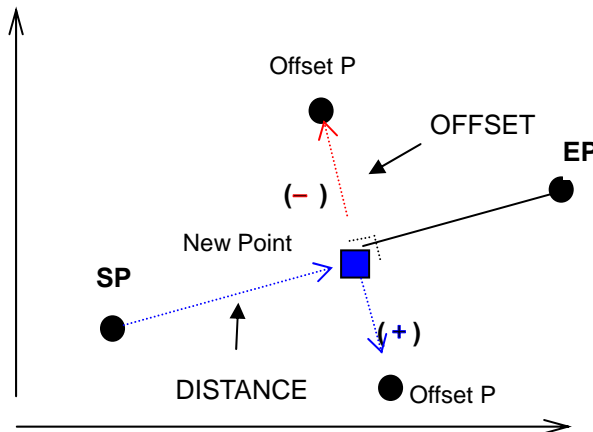 Offset P
OFFSET
EP
(– )
New Point
SP
(+)
DISTANCE
Offset P